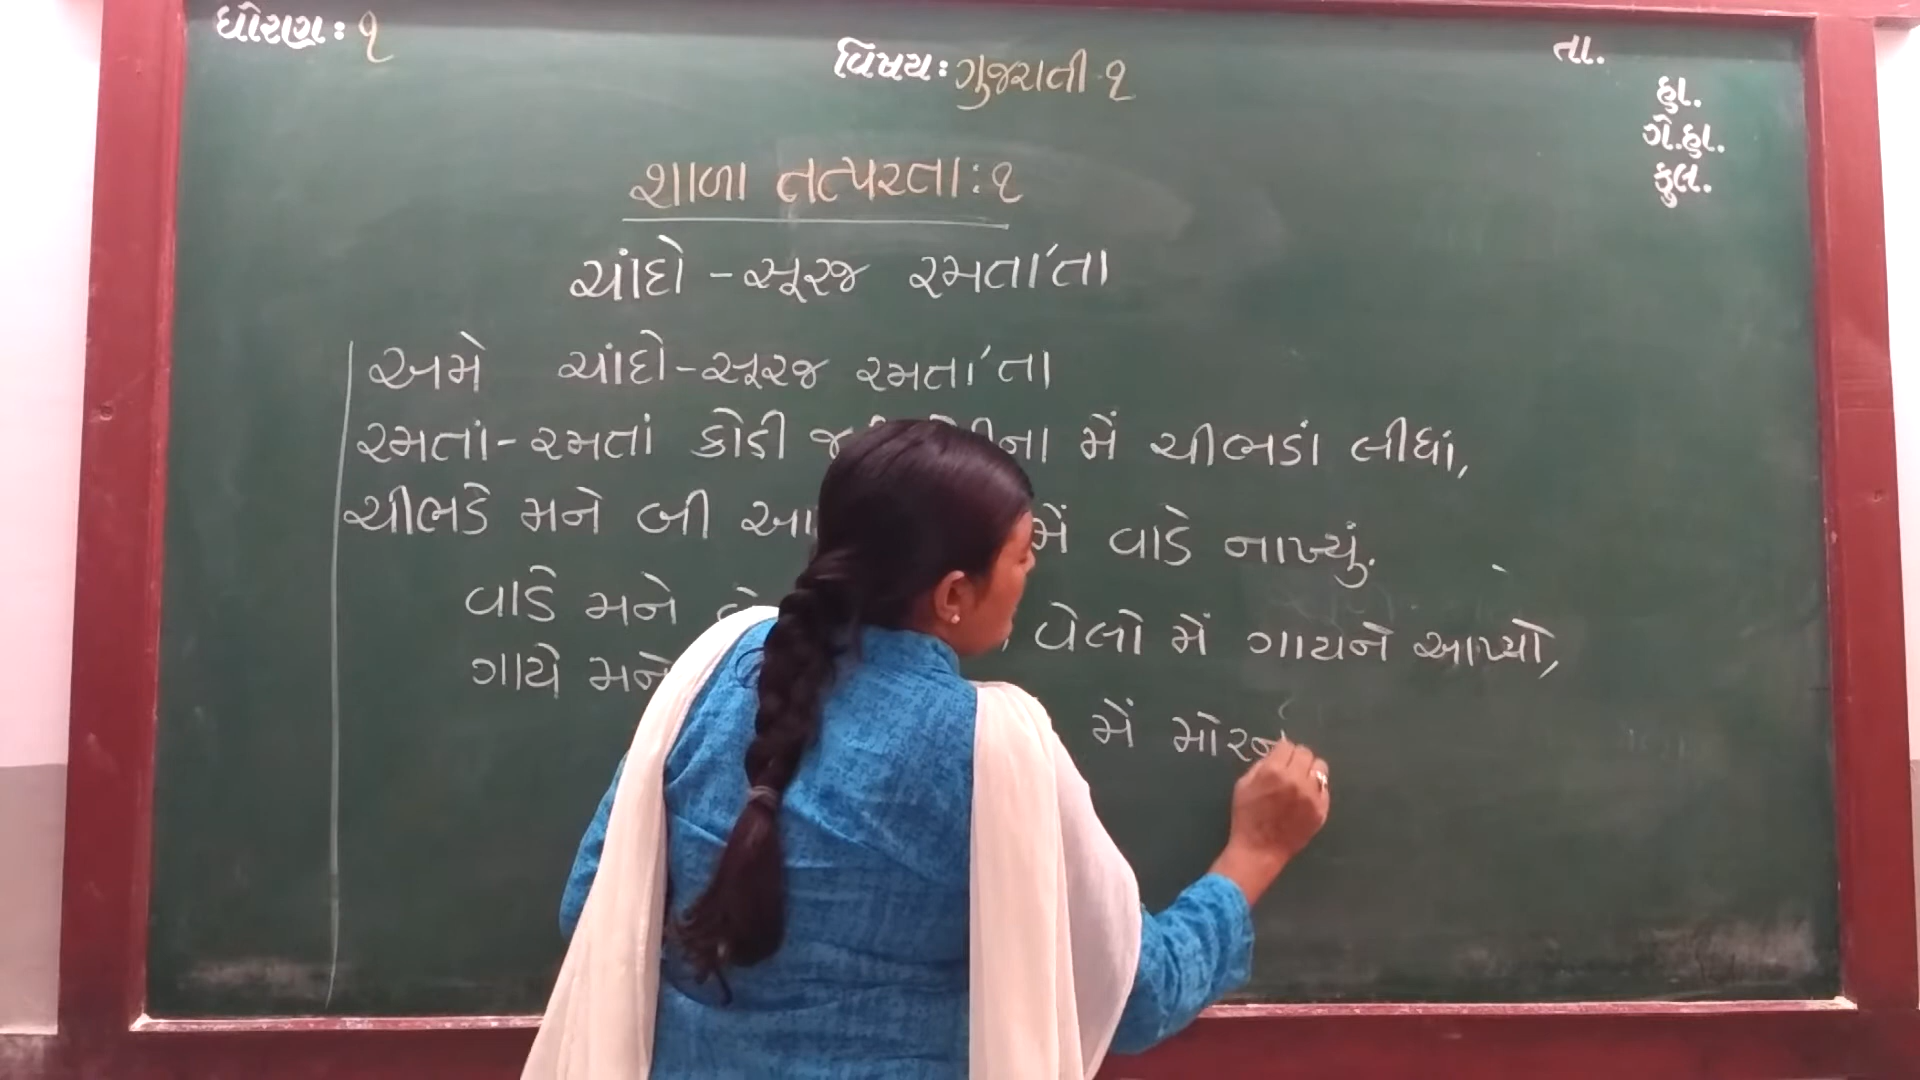 ધોરણ: ૧
વિષય: ગુજરાતી ૧
તા.
હા.
ગે.હા.
કુલ.
શાળા તત્પરતા: ૧
ચાંદો - સૂરજ રમતા'તા
અમે ચાંદો-સૂરજ રમતા'તા
રમતાં-રમતાં કોડી મેં ચીભડાં લીધાં,
ચીભડે મને બી મેં વાડે નાખ્યું.
વાડે મને વેલો મેં ગાયને આપ્યો,
ગાયે મને
મેં મોરને